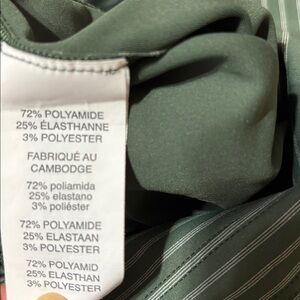 72% POLYAMIDE
25% ÉLASTHANNE
3% POLYESTER
FABRIQUÉ AU
CAMBODGE
72% poliamida
25% elastano
3% poliéster
72% POLYAMIDE
25% ELASTAAN
3% POLYESTER
72% POLYAMID
25% ELASTHAN
3% POLYESTER